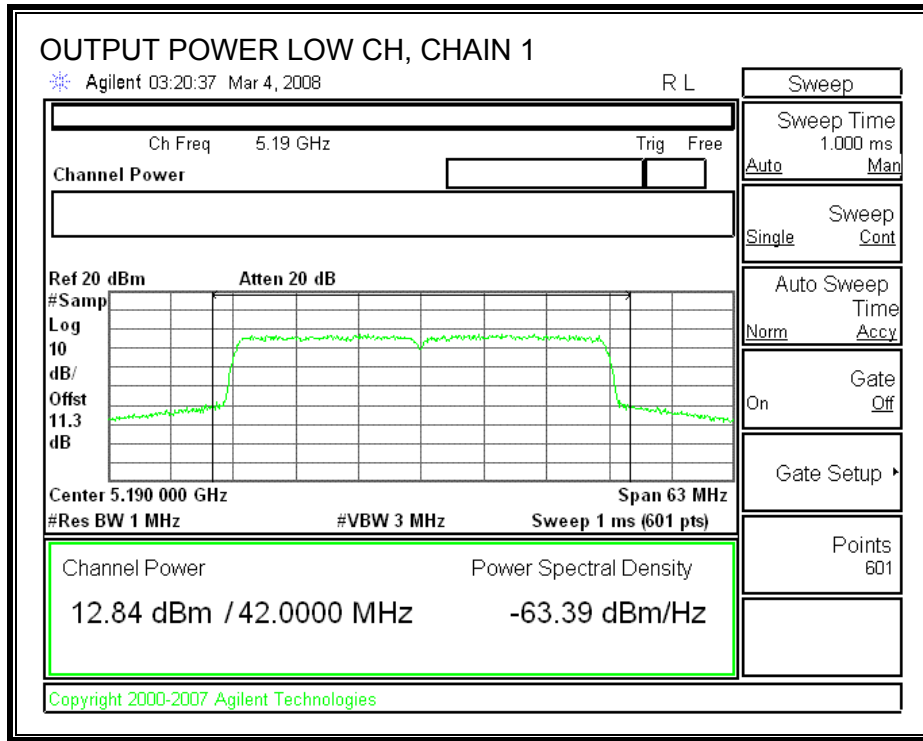 OUTPUT POWER LOW CH, CHAIN 1
Agilent 03:20:37 Mar 4, 2008 R L
Sweep
Ch Freq 5.19 GHz Trig Free
Channel Power
Sweep Time
1.000 ms
Auto Man
Sweep
Single Cont
Ref 20 dBm Atten 20 dB
#Samp
Log
10
dB/
Offst
11.3
dB
Auto Sweep
Time
Norm Accy
Gate
On Off
Gate Setup
Center 5.190 000 GHz Span 63 MHz
#Res BW 1 MHz #VBW 3 MHz Sweep 1 ms (601 pts)
Points
601
Channel Power Power Spectral Density
12.84 dBm / 42.0000 MHz -63.39 dBm/Hz
Copyright 2000-2007 Agilent Technologies